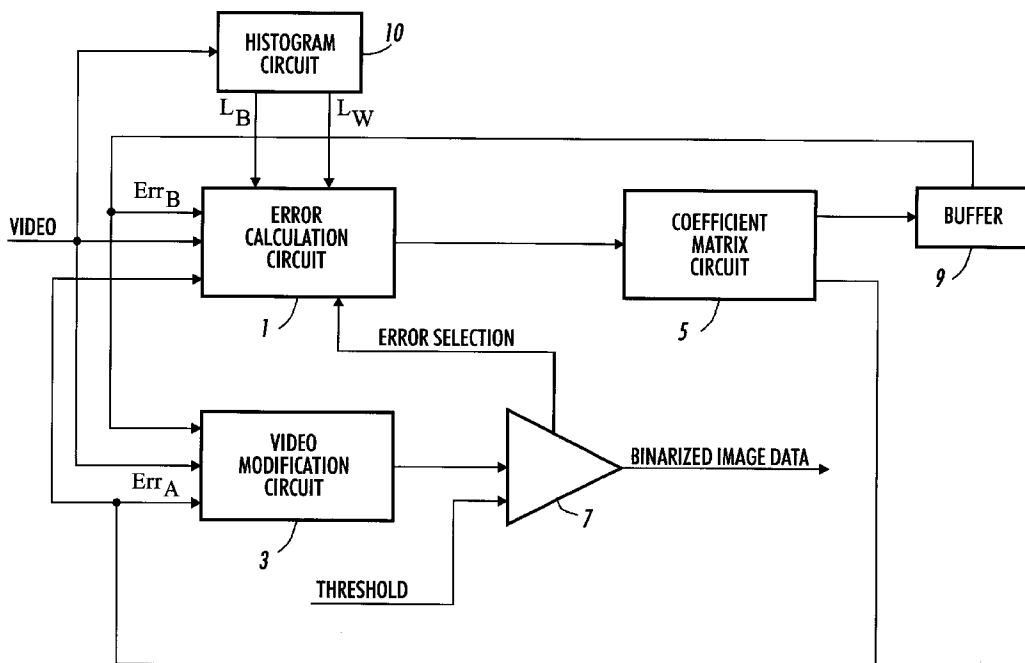 HISTOGRAM
CIRCUIT
10
L_B
L_W
Err_B
VIDEO
ERROR
CALCULATION
CIRCUIT
1
COEFFICIENT
MATRIX
CIRCUIT
5
BUFFER
9
ERROR SELECTION
VIDEO
MODIFICATION
CIRCUIT
3
Err_A
7
BINARIZED IMAGE DATA
THRESHOLD